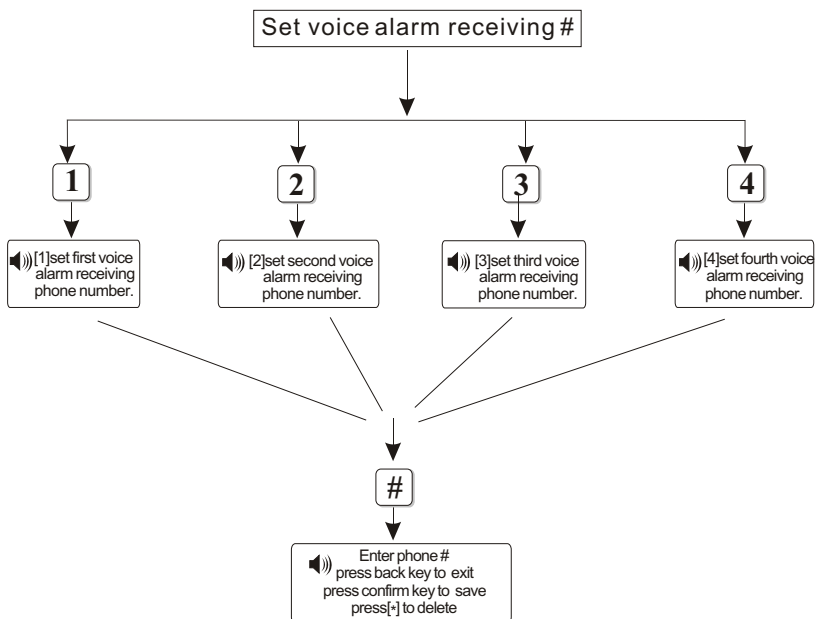 Set voice alarm receiving #
1
2
3
4
[1]set first voice
alarm receiving
phone number.
[2]set second voice
alarm receiving
phone number.
[3]set third voice
alarm receiving
phone number.
[4]set fourth voice
alarm receiving
phone number.
#
Enter phone #
press back key to exit
press confirm key to save
press[*] to delete